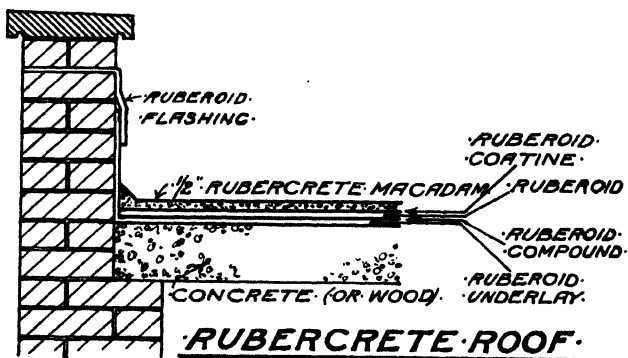 ·RUBEROID·
FLASHING·
·½" RUBERCRETE MACADAM
·RUBEROID·
·COATINE·
·RUBEROID
·RUBEROID·
·COMPOUND·
·RUBEROID·
·UNDERLAY·
CONCRETE (OR WOOD)·
·RUBERCRETE·ROOF·